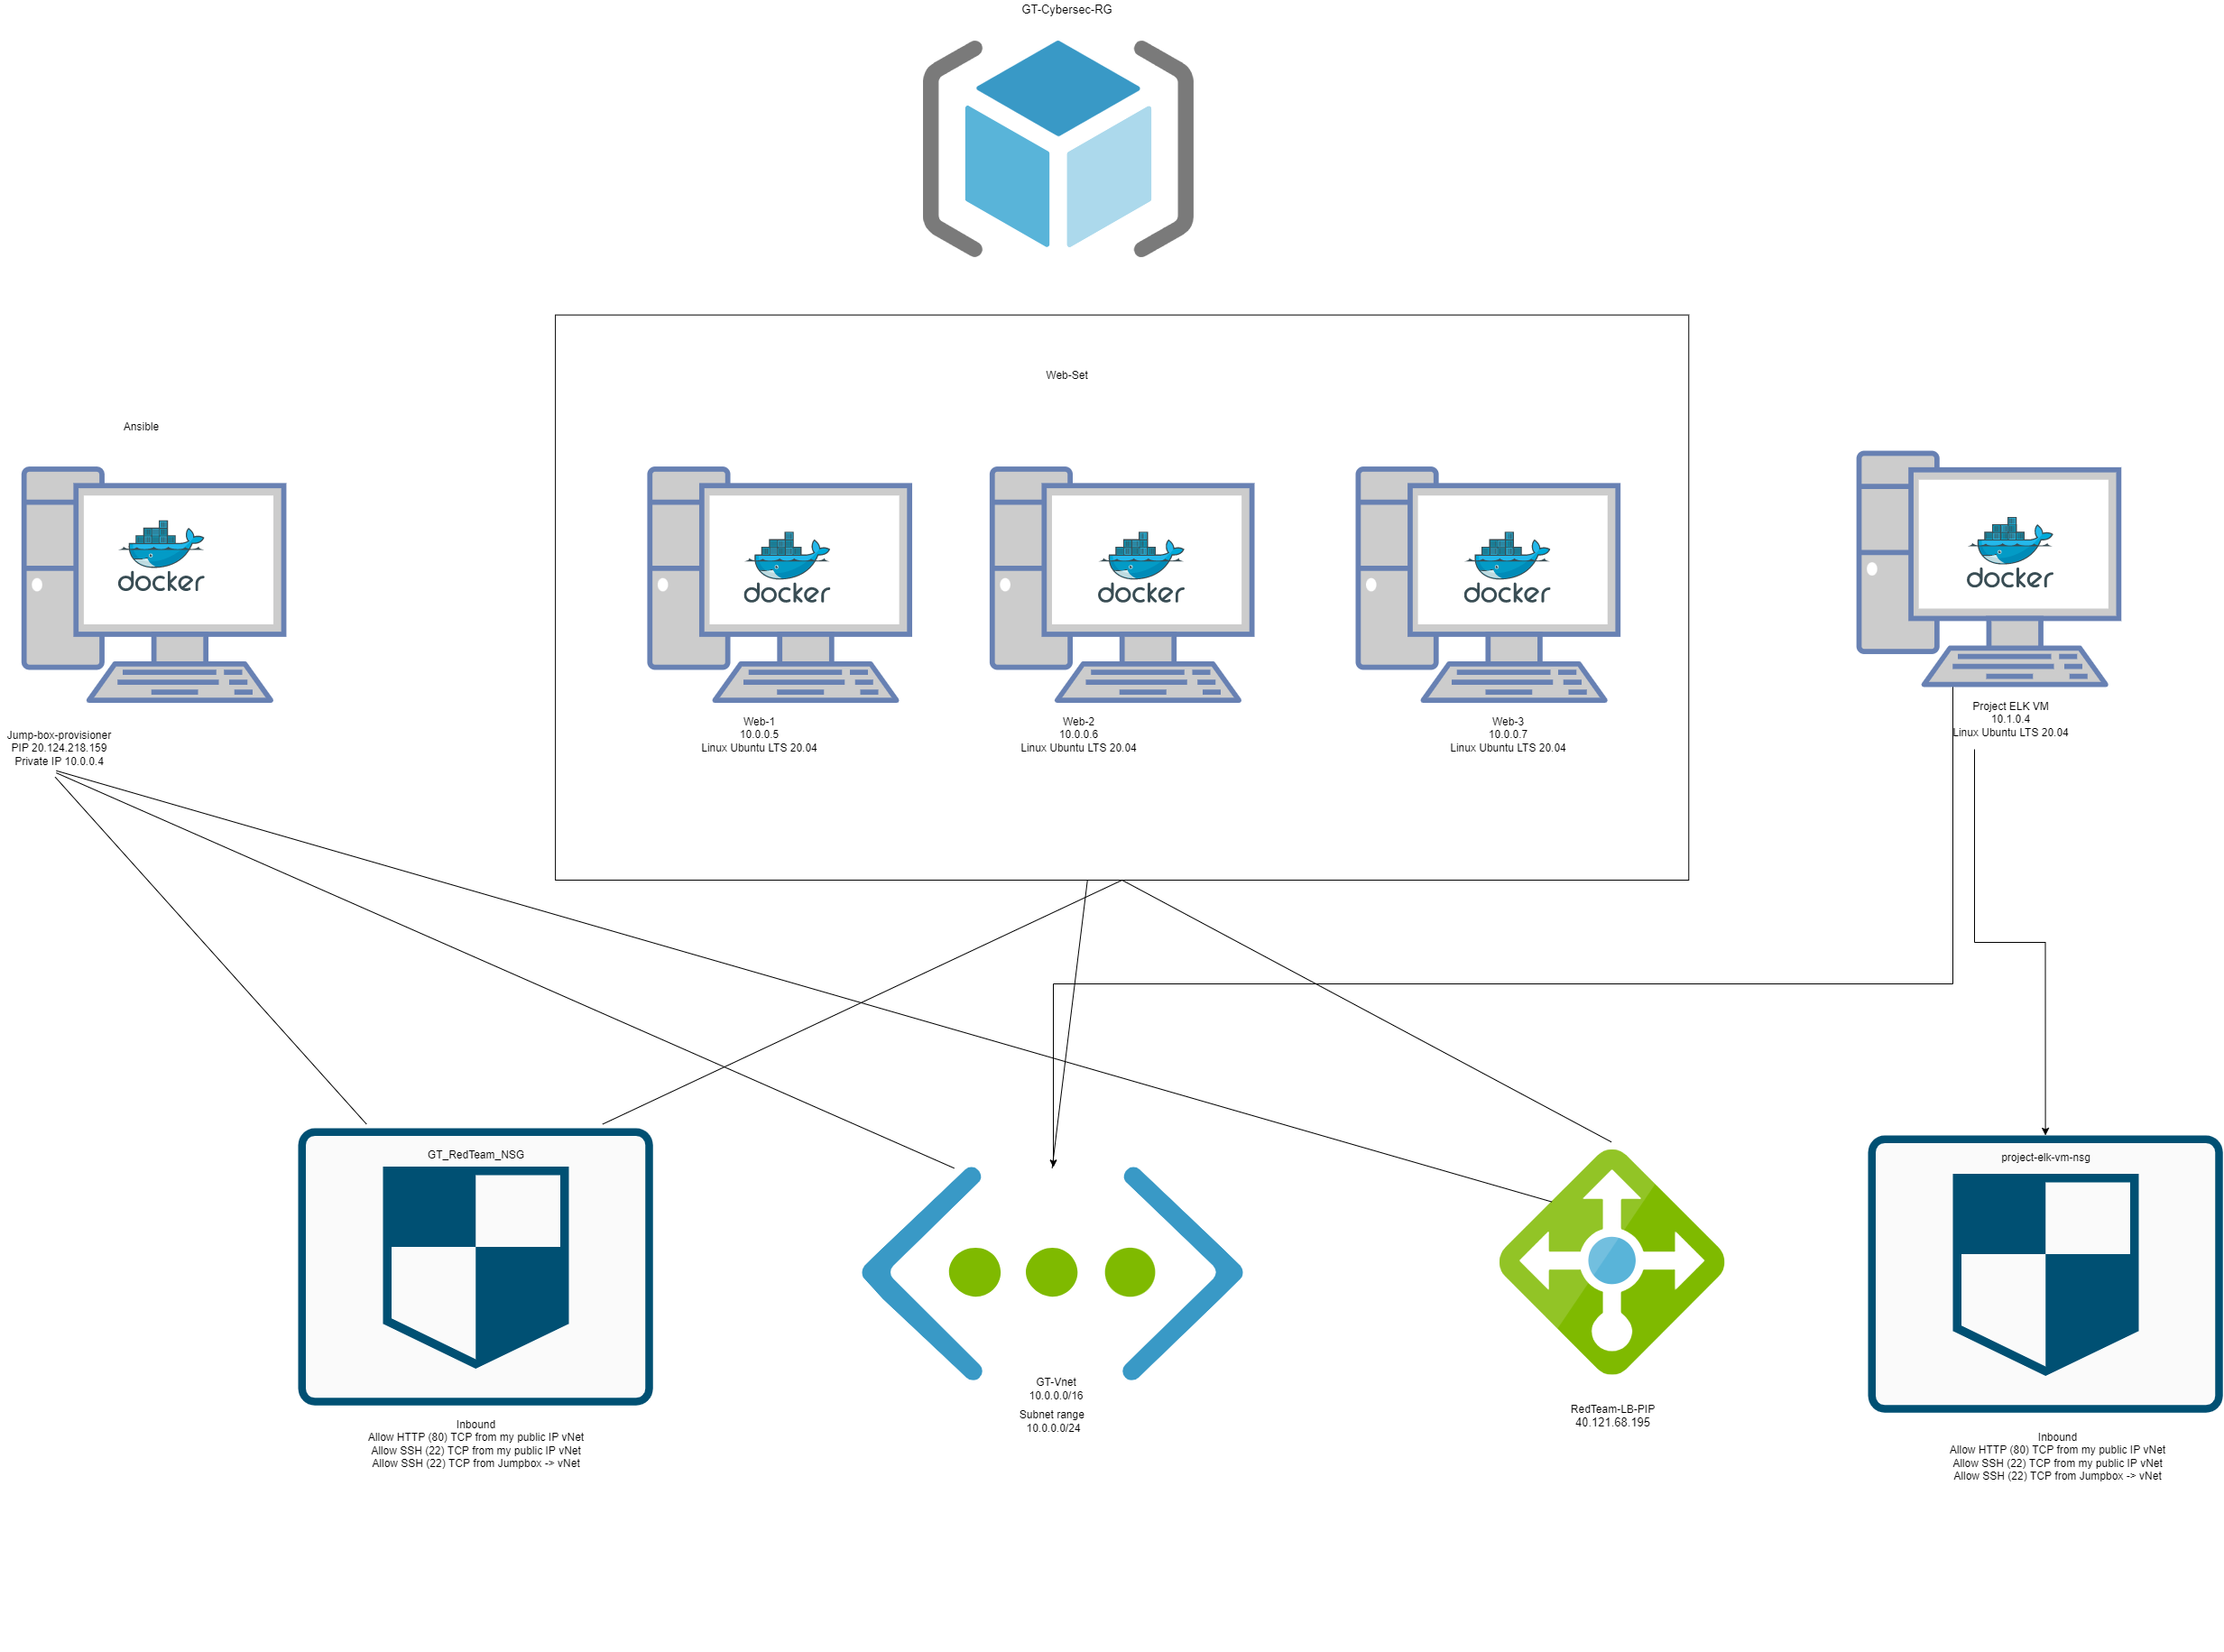 GT-Cybersec-RG
Web-Set
Ansible
docker
docker
docker
docker
docker
Jump-box-provisioner
PIP 20.124.218.159
Private IP 10.0.0.4
Web-1
10.0.0.5
Linux Ubuntu LTS 20.04
Web-2
10.0.0.6
Linux Ubuntu LTS 20.04
Web-3
10.0.0.7
Linux Ubuntu LTS 20.04
Project ELK VM
10.1.0.4
Linux Ubuntu LTS 20.04
GT_RedTeam_NSG
Inbound
Allow HTTP (80) TCP from my public IP vNet
Allow SSH (22) TCP from my public IP vNet
Allow SSH (22) TCP from Jumpbox -> vNet
GT-Vnet
10.0.0.0/16
Subnet range
10.0.0.0/24
RedTeam-LB-PIP
40.121.68.195
project-elk-vm-nsg
Inbound
Allow HTTP (80) TCP from my public IP vNet
Allow SSH (22) TCP from my public IP vNet
Allow SSH (22) TCP from Jumpbox -> vNet